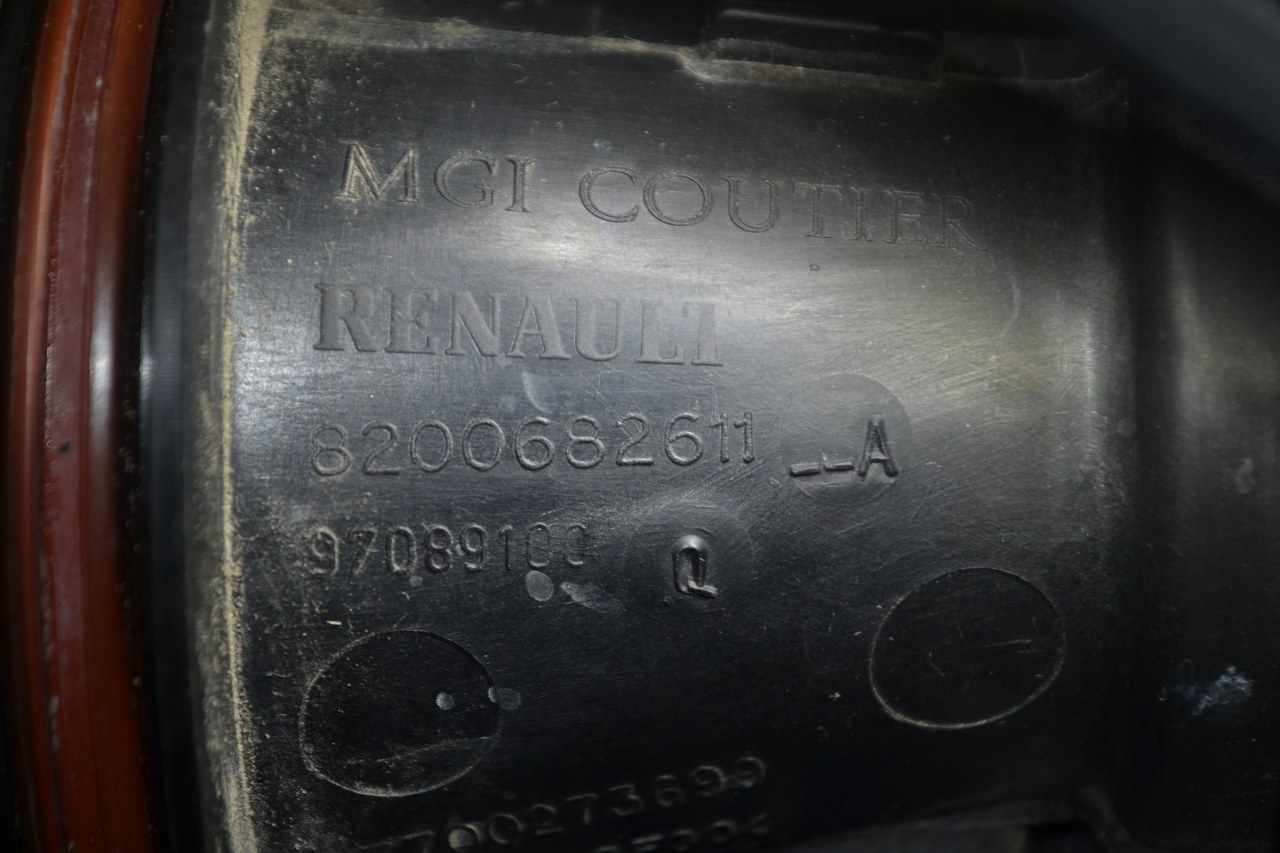 MGI COUTIER
RENAULT
8200682611 --A
97089100 Q